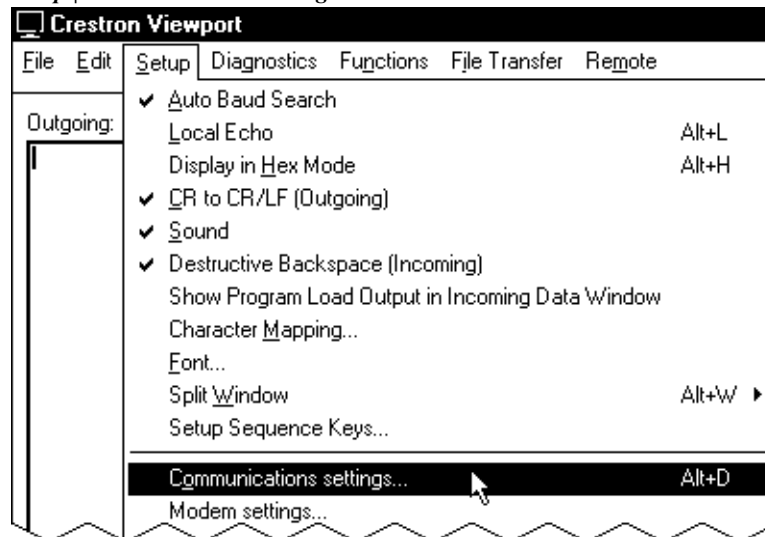 Crestron Viewport
File Edit Setup Diagnostics Functions File Transfer Remote
Outgoing:
✔ Auto Baud Search
Local Echo Alt+L
Display in Hex Mode Alt+H
✔ CR to CR/LF (Outgoing)
✔ Sound
✔ Destructive Backspace (Incoming)
Show Program Load Output in Incoming Data Window
Character Mapping...
Font...
Split Window Alt+W
Setup Sequence Keys...
Communications settings... Alt+D
Modem settings...